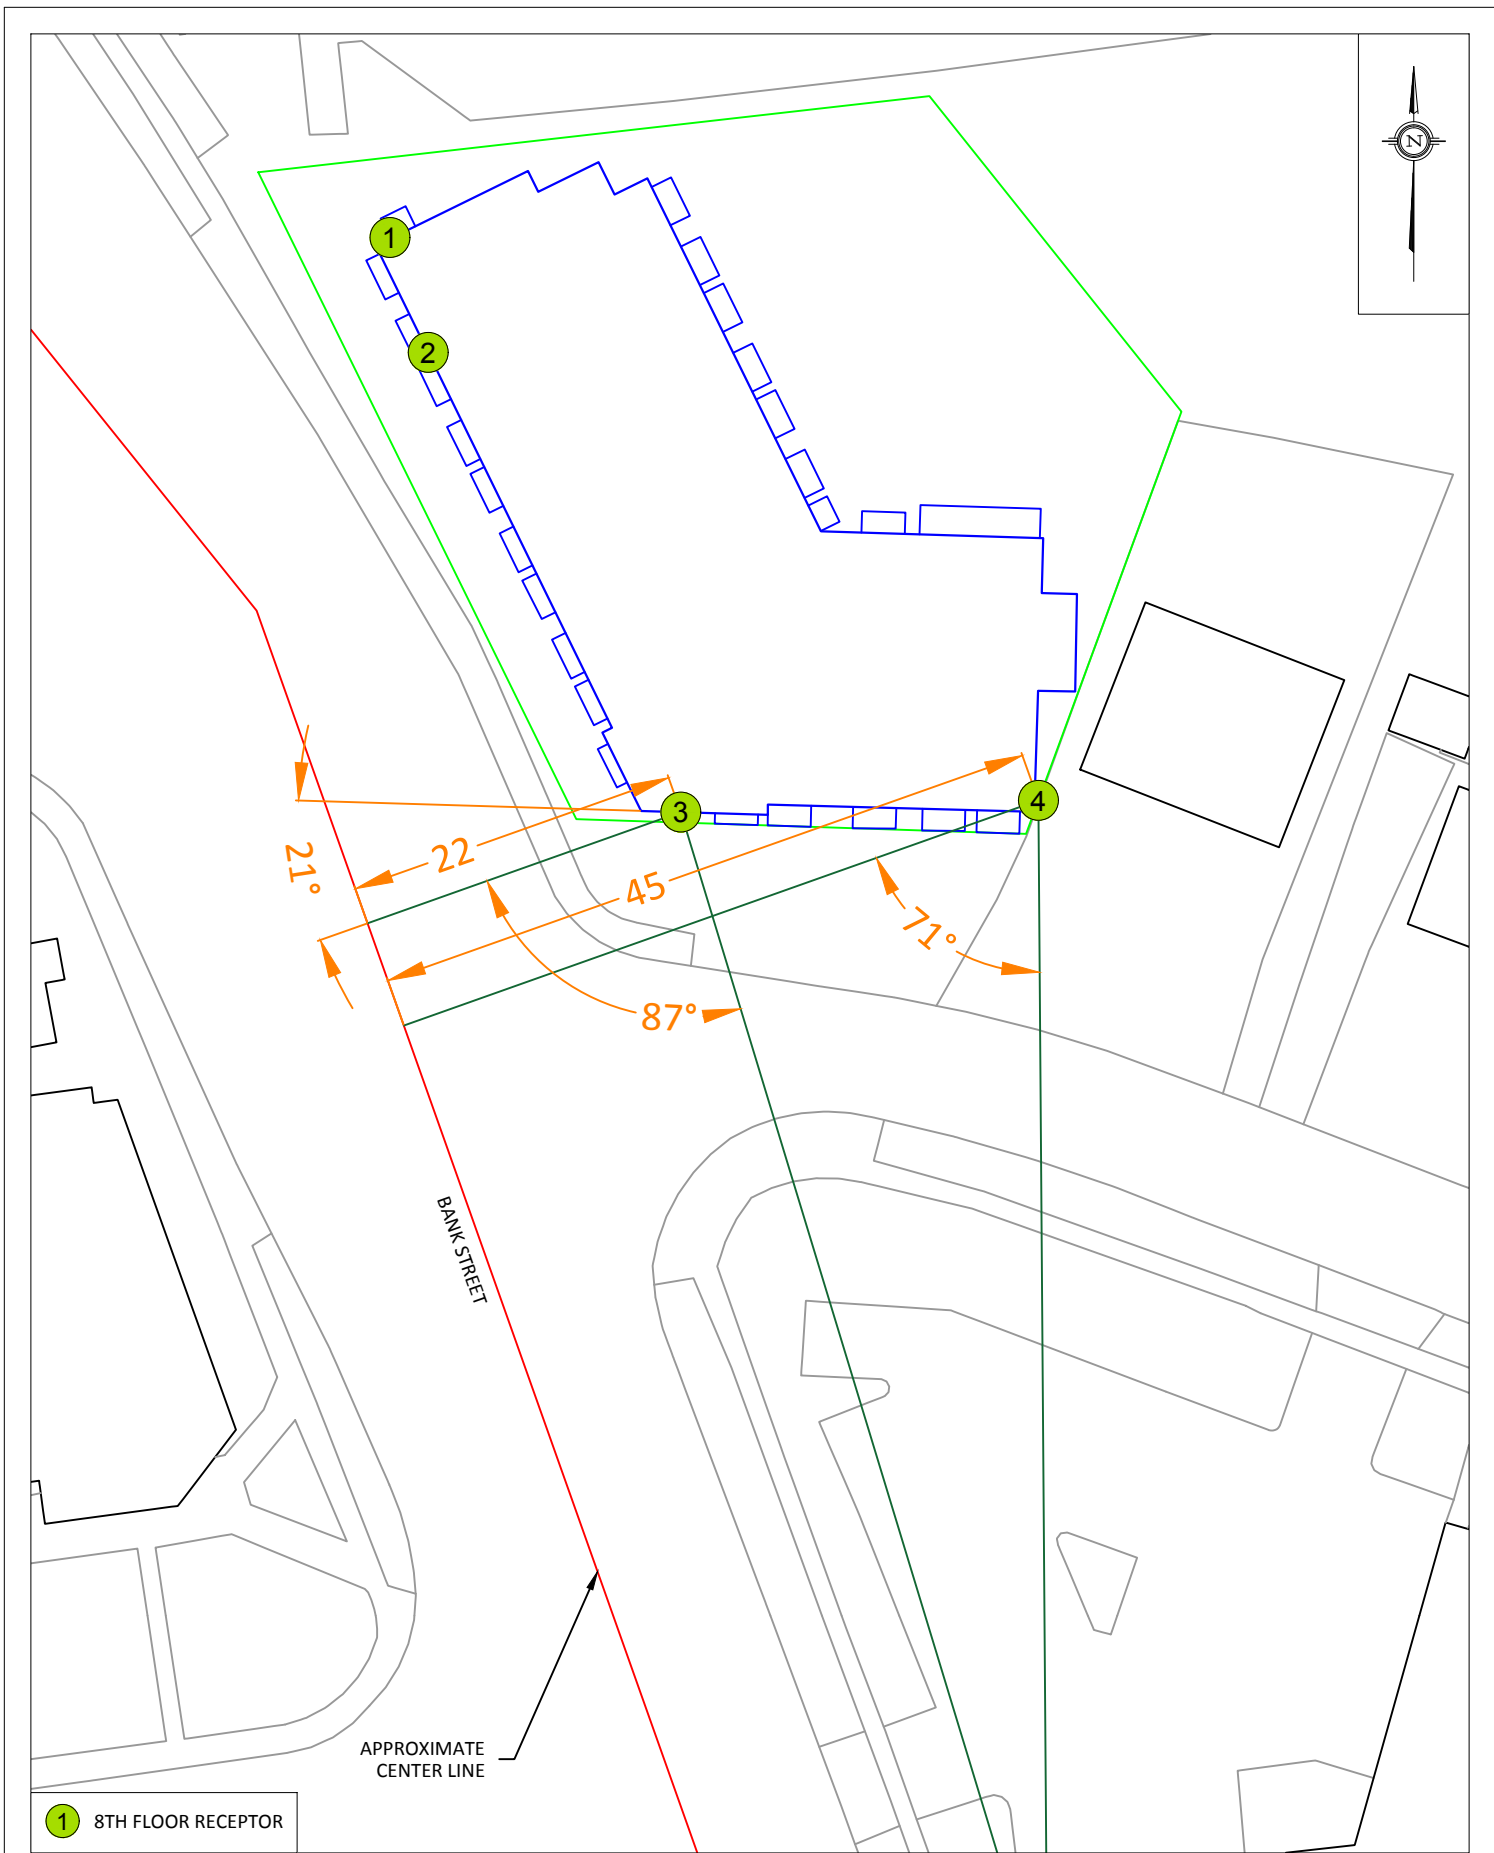 N
1
2
3
4
22
45
21°
71°
87°
BANK STREET
APPROXIMATE
CENTER LINE
1 8TH FLOOR RECEPTOR